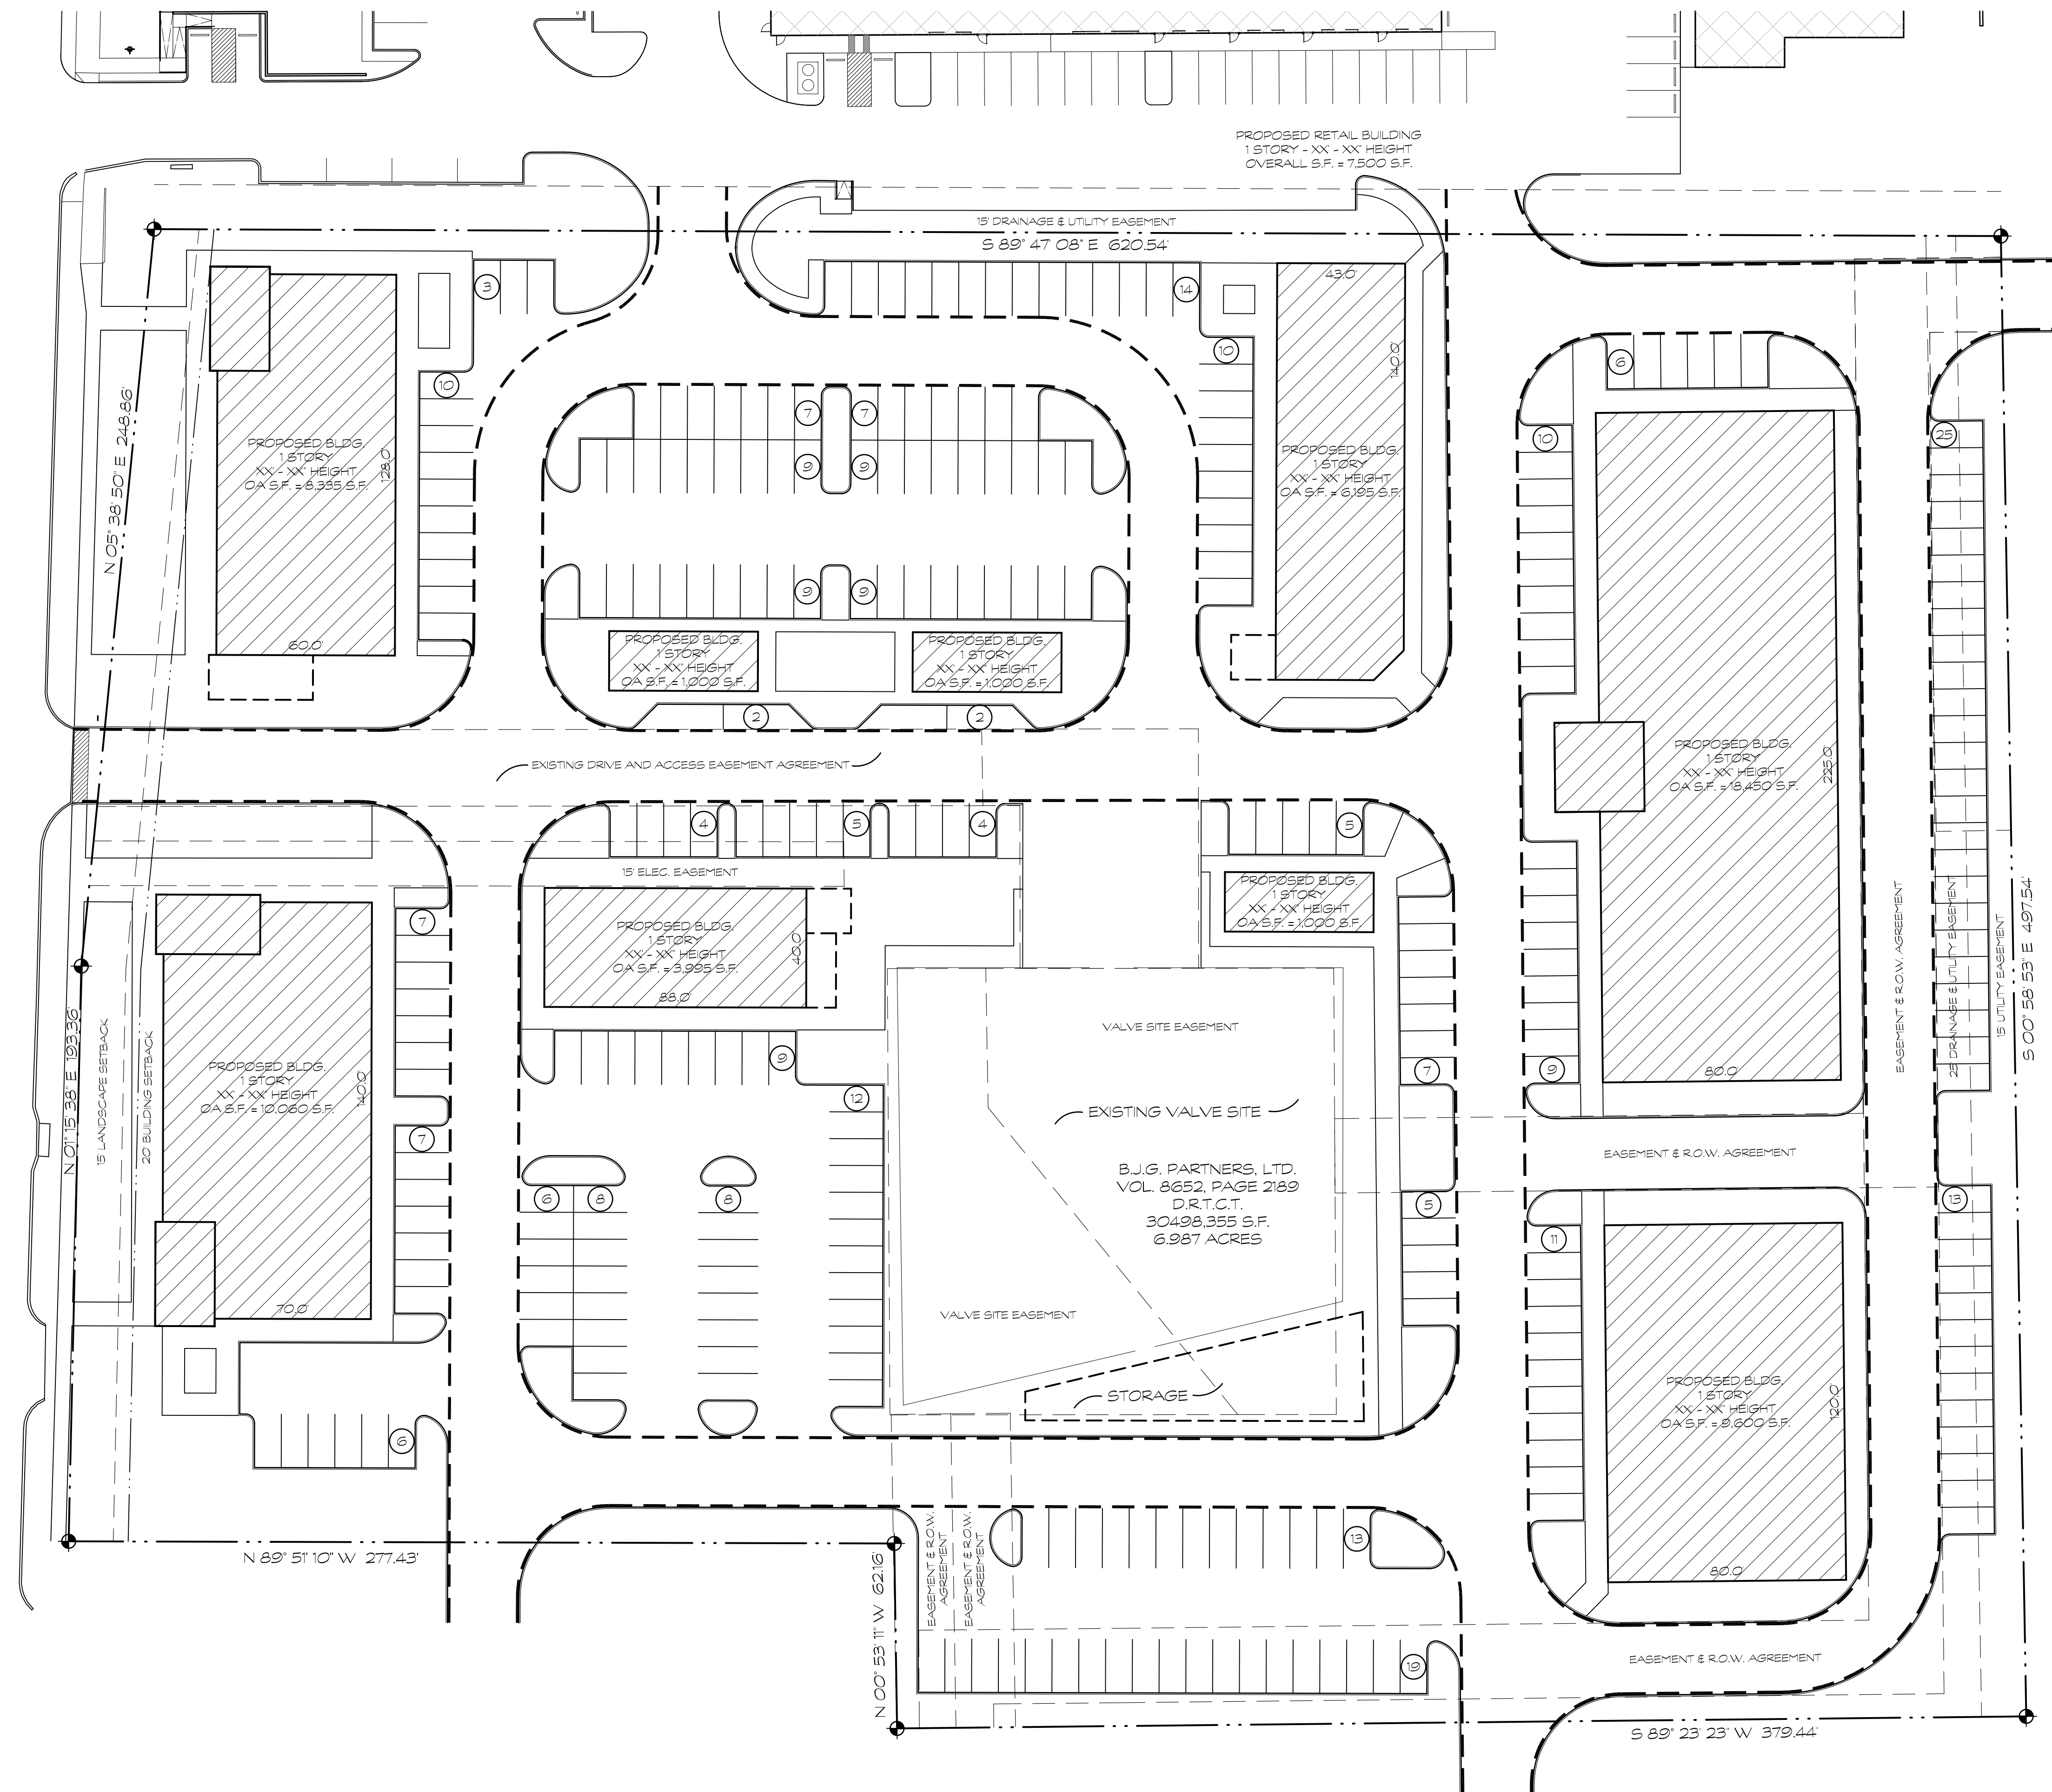 PROPOSED RETAIL BUILDING
1 STORY - XX' - XX" HEIGHT
OVERALL S.F. = 7,500 S.F.
15' DRAINAGE & UTILITY EASEMENT
S 89° 47' 08" E 620.54'
3
14
43.0'
10
10
140.0'
6
7
7
N 05° 38' 50" E 248.86'
PROPOSED BLDG.
1 STORY
XX' - XX" HEIGHT
OA S.F. = 8,335 S.F.
128.0'
9
9
PROPOSED BLDG.
1 STORY
XX' - XX" HEIGHT
OA S.F. = 6,195 S.F.
10
25
9
9
60.0'
PROPOSED BLDG.
1 STORY
XX' - XX" HEIGHT
OA S.F. = 1,000 S.F.
PROPOSED BLDG.
1 STORY
XX' - XX" HEIGHT
OA S.F. = 1,000 S.F.
2
2
EXISTING DRIVE AND ACCESS EASEMENT AGREEMENT
PROPOSED BLDG.
1 STORY
XX' - XX" HEIGHT
OA S.F. = 18,450 S.F.
225.0'
4
5
4
5
15' ELEC. EASEMENT
PROPOSED BLDG.
1 STORY
XX' - XX" HEIGHT
OA S.F. = 1,000 S.F.
7
PROPOSED BLDG.
1 STORY
XX' - XX" HEIGHT
OA S.F. = 3,995 S.F.
40.0'
88.0'
EASEMENT & R.O.W. AGREEMENT
25' DRAINAGE & UTILITY EASEMENT
15' UTILITY EASEMENT
S 00° 58' 53" E 497.54'
VALVE SITE EASEMENT
N 01° 15' 38" E 193.36'
15' LANDSCAPE SETBACK
20' BUILDING SETBACK
PROPOSED BLDG.
1 STORY
XX' - XX" HEIGHT
OA S.F. = 10,060 S.F.
140.0'
9
7
9
80.0'
12
EXISTING VALVE SITE
7
EASEMENT & R.O.W. AGREEMENT
B.J.G. PARTNERS, LTD.
VOL. 8652, PAGE 2189
D.R.T.C.T.
30498,355 S.F.
6.987 ACRES
6
8
8
5
13
11
70.0'
VALVE SITE EASEMENT
STORAGE
PROPOSED BLDG.
1 STORY
XX' - XX" HEIGHT
OA S.F. = 9,600 S.F.
120.0'
6
N 89° 51' 10" W 277.43'
N 00° 53' 11" W 62.16'
EASEMENT & R.O.W.
AGREEMENT
EASEMENT & R.O.W.
AGREEMENT
13
80.0'
19
EASEMENT & R.O.W. AGREEMENT
S 89° 23' 23" W 379.44'